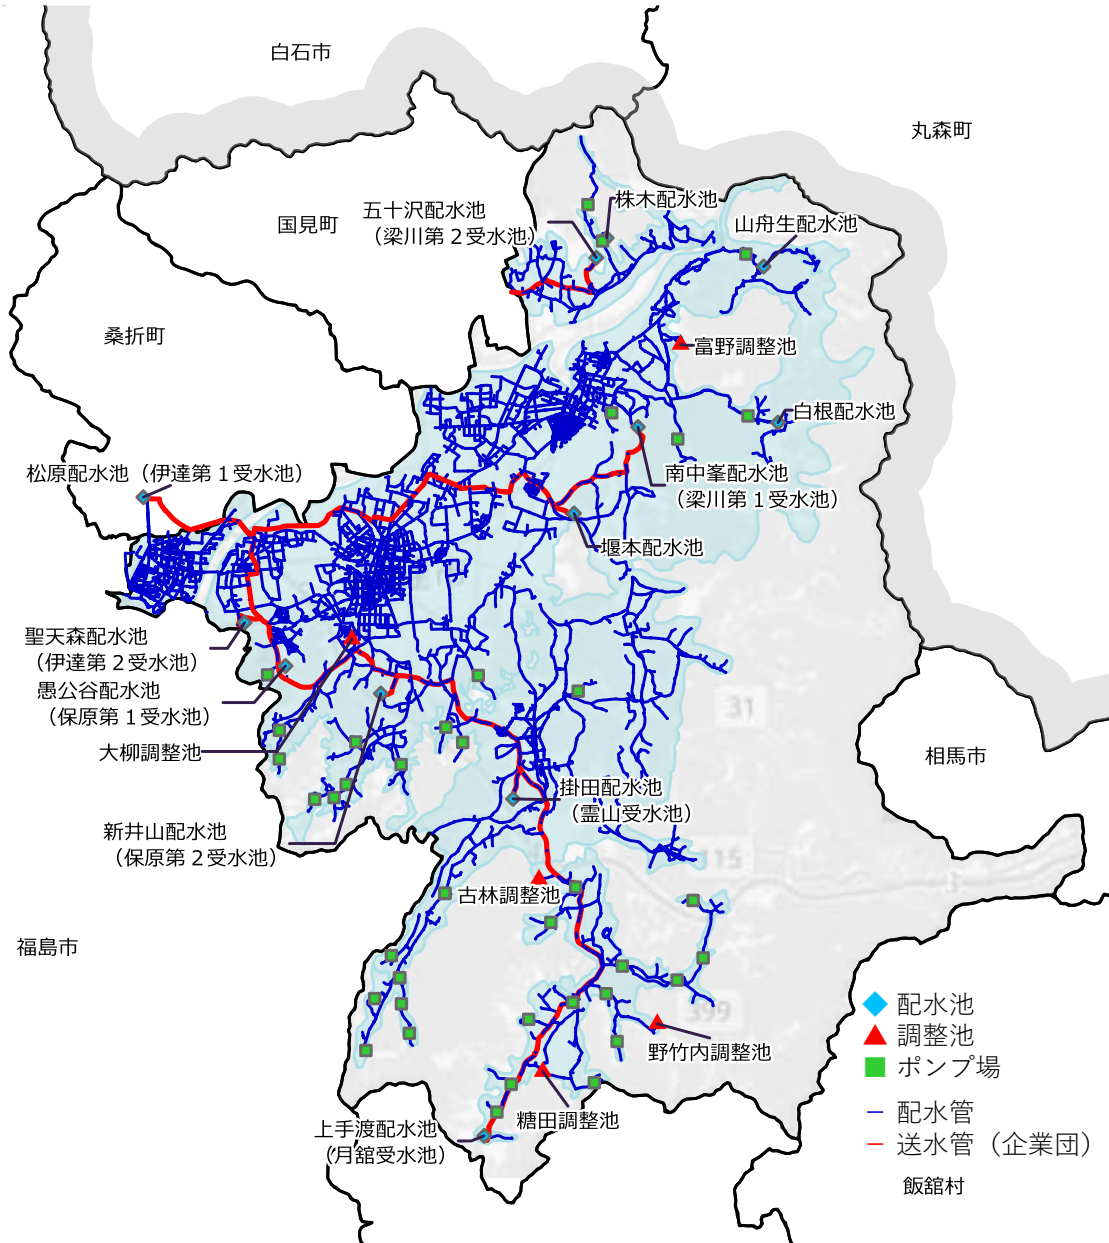 白石市
丸森町
国見町
五十沢配水池
（梁川第２受水池）
株木配水池
山舟生配水池
桑折町
富野調整池
白根配水池
松原配水池（伊達第１受水池）
南中峯配水池
（梁川第１受水池）
堰本配水池
聖天森配水池
（伊達第２受水池）
愚公谷配水池
（保原第１受水池）
大柳調整池
31
相馬市
掛田配水池
（霊山受水池）
新井山配水池
（保原第２受水池）
115
古林調整池
福島市
399
野竹内調整池
糖田調整池
上手渡配水池
（月舘受水池）
配水池
調整池
ポンプ場
配水管
送水管（企業団）
飯舘村